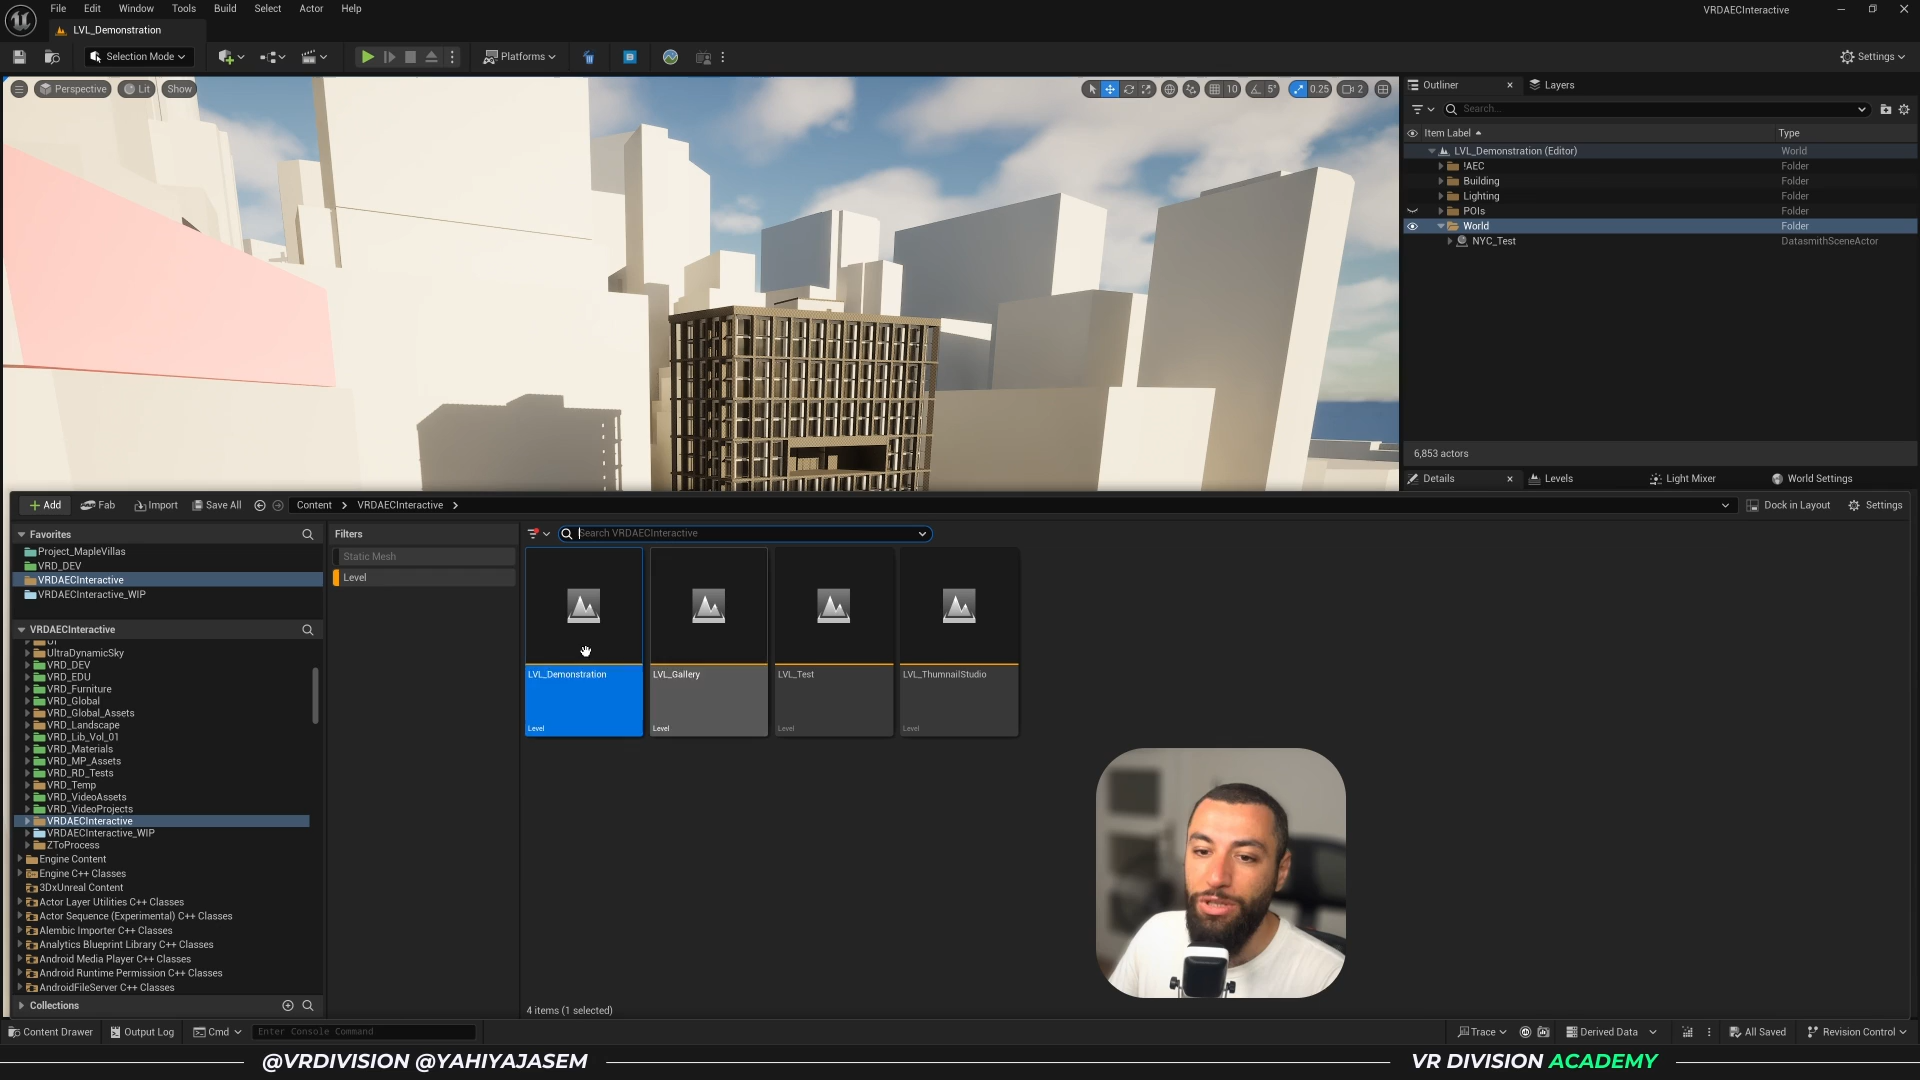 File Edit Window Tools Build Select Actor Help
VRDAECInteractive
LVL_Demonstration
Selection Mode
Platforms
Settings
Perspective
Lit
Show
10
5°
0.25
2
Outliner
Layers
Search...
Item Label
Type
LVL_Demonstration (Editor)
World
!AEC
Folder
Building
Folder
Lighting
Folder
POIs
Folder
World
Folder
NYC_Test
DatasmithSceneActor
6,853 actors
Details
Levels
Light Mixer
World Settings
Add
Fab
Import
Save All
Content
VRDAECInteractive
Dock in Layout
Settings
Favorites
Project_MapleVillas
VRD_DEV
VRDAECInteractive
VRDAECInteractive_WIP
VRDAECInteractive
UltraDynamicSky
VRD_DEV
VRD_EDU
VRD_Furniture
VRD_Global
VRD_Global_Assets
VRD_Landscape
VRD_Lib_Vol_01
VRD_Materials
VRD_MP_Assets
VRD_RD_Tests
VRD_Temp
VRD_VideoAssets
VRD_VideoProjects
VRDAECInteractive
VRDAECInteractive_WIP
ZToProcess
Engine Content
Engine C++ Classes
3DxUnreal Content
Actor Layer Utilities C++ Classes
Actor Sequence (Experimental) C++ Classes
Alembic Importer C++ Classes
Analytics Blueprint Library C++ Classes
Android Media Player C++ Classes
Android Runtime Permission C++ Classes
AndroidFileServer C++ Classes
Collections
Filters
Static Mesh
Level
Search VRDAECInteractive
LVL_Demonstration
Level
LVL_Gallery
Level
LVL_Test
Level
LVL_ThumnailStudio
Level
4 items (1 selected)
Content Drawer
Output Log
Cmd
Enter Console Command
Trace
Derived Data
All Saved
Revision Control
@VRDIVISION @YAHIYAJASEM
VR DIVISION ACADEMY